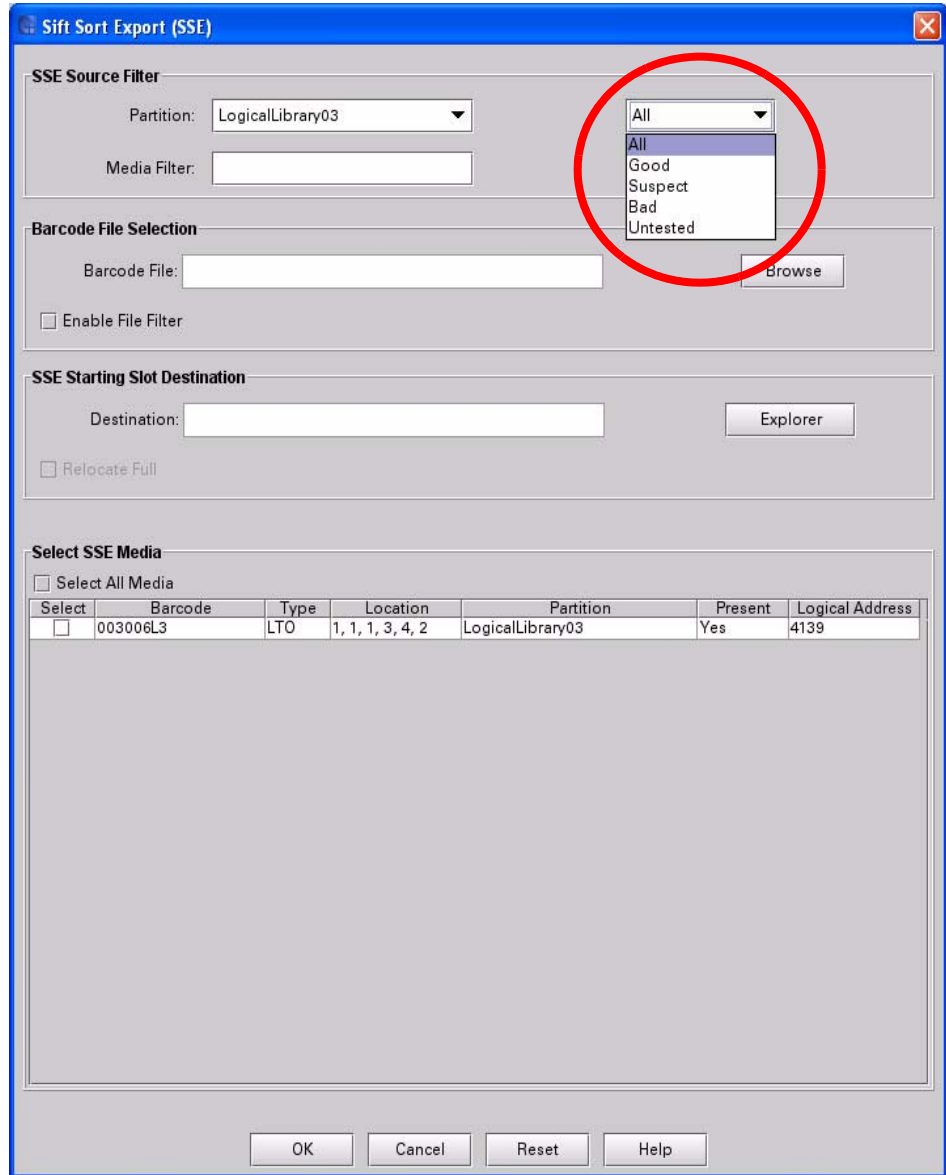 Sift Sort Export (SSE)
SSE Source Filter
Partition: LogicalLibrary03 All
All
Good
Suspect
Bad
Untested
Media Filter:
Barcode File Selection
Barcode File: Browse
Enable File Filter
SSE Starting Slot Destination
Destination: Explorer
Relocate Full
Select SSE Media
Select All Media
Select Barcode Type Location Partition Present Logical Address
003006L3 LTO 1, 1, 1, 3, 4, 2 LogicalLibrary03 Yes 4139
OK Cancel Reset Help